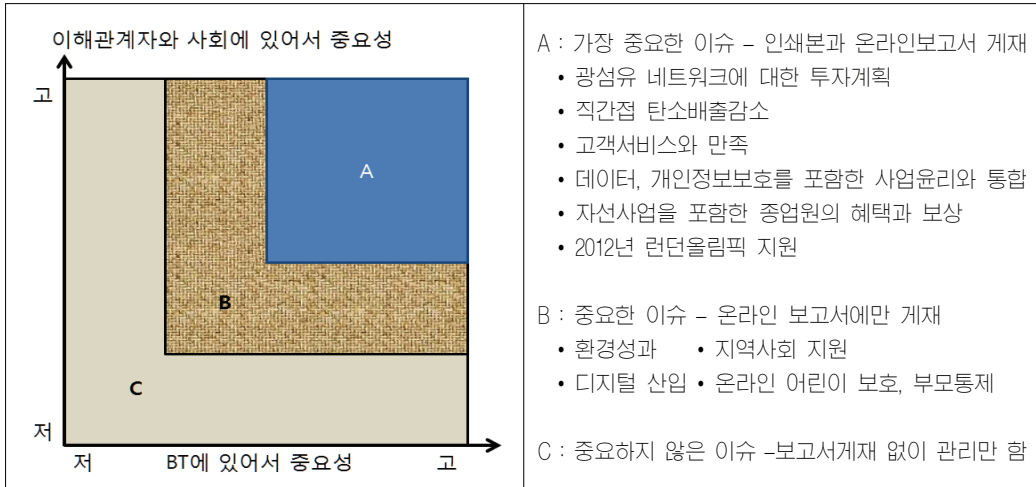 이해관계자와 사회에 있어서 중요성
고
A
B
C
저
저 BT에 있어서 중요성 고
A : 가장 중요한 이슈 – 인쇄본과 온라인보고서 게재
• 광섬유 네트워크에 대한 투자계획
• 직간접 탄소배출감소
• 고객서비스와 만족
• 데이터, 개인정보보호를 포함한 사업윤리와 통합
• 자선사업을 포함한 종업원의 혜택과 보상
• 2012년 런던올림픽 지원
B : 중요한 이슈 – 온라인 보고서에만 게재
• 환경성과 • 지역사회 지원
• 디지털 산입 • 온라인 어린이 보호, 부모통제
C : 중요하지 않은 이슈 –보고서게재 없이 관리만 함